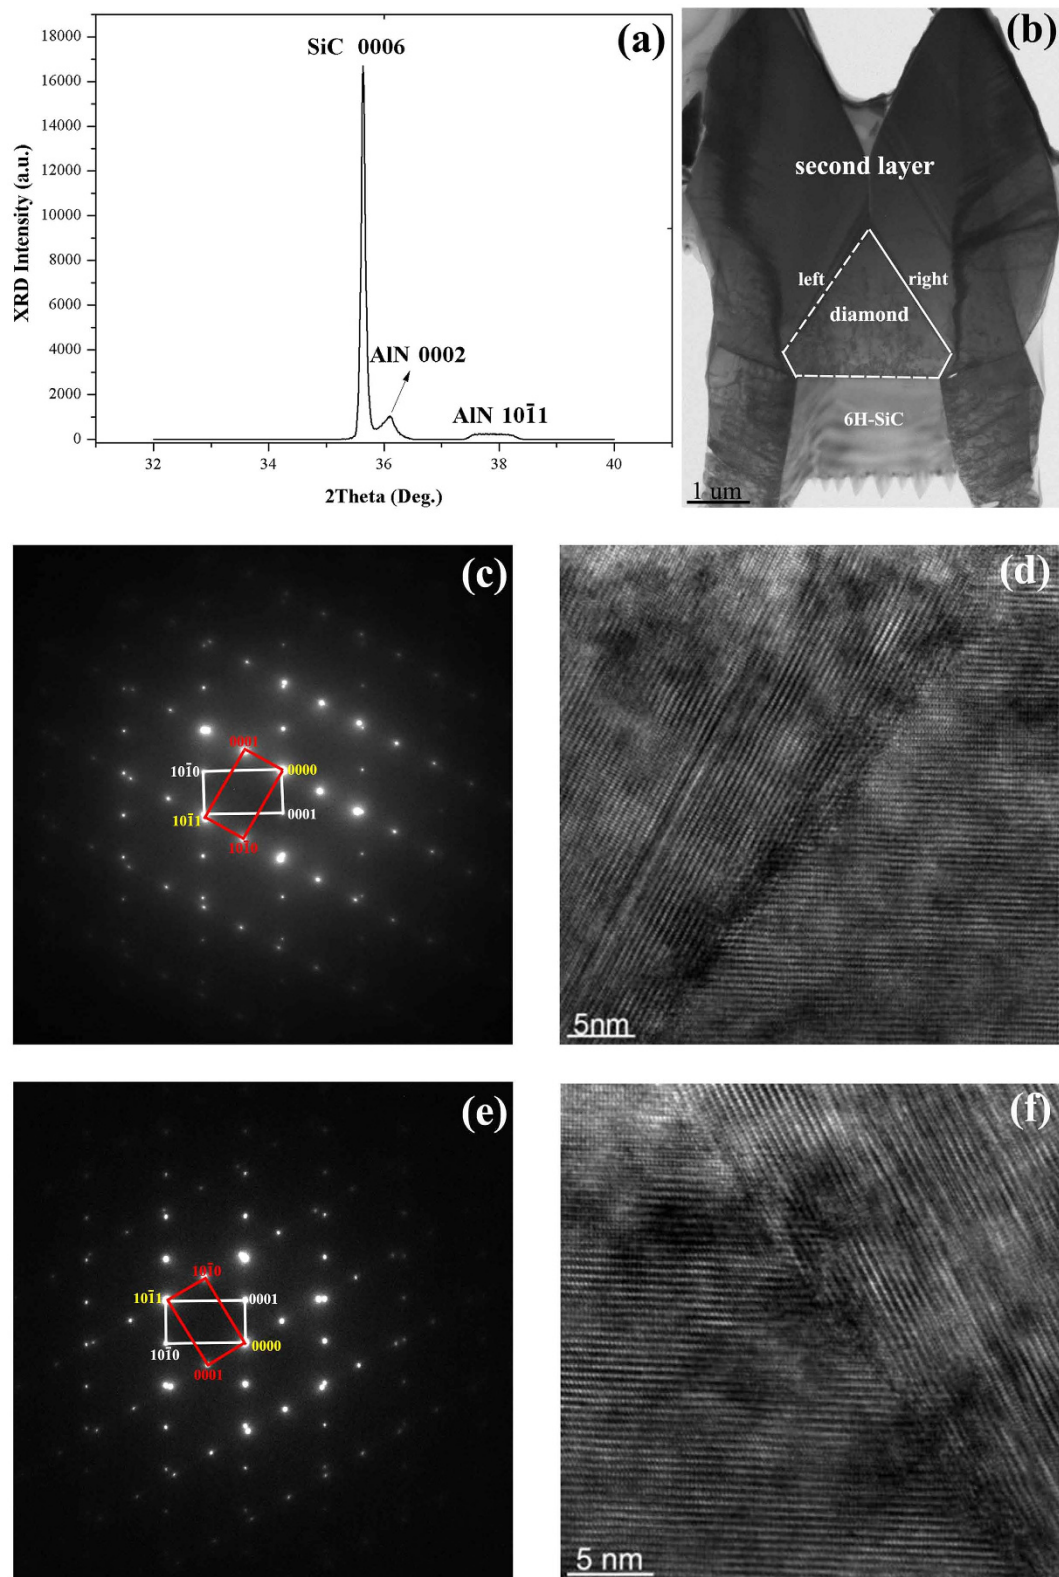 (a)
SiC 0006
AlN 0002
AlN 101̄1
XRD Intensity (a.u.)
18000
16000
14000
12000
10000
8000
6000
4000
2000
0
32
34
36
38
40
2Theta (Deg.)
(b)
second layer
left
right
diamond
6H-SiC
1 um
(c)
0001
101̄0
0000
101̄1
0001
101̄0
(d)
5nm
(e)
101̄0
101̄1
0001
101̄0
0000
0001
(f)
5 nm